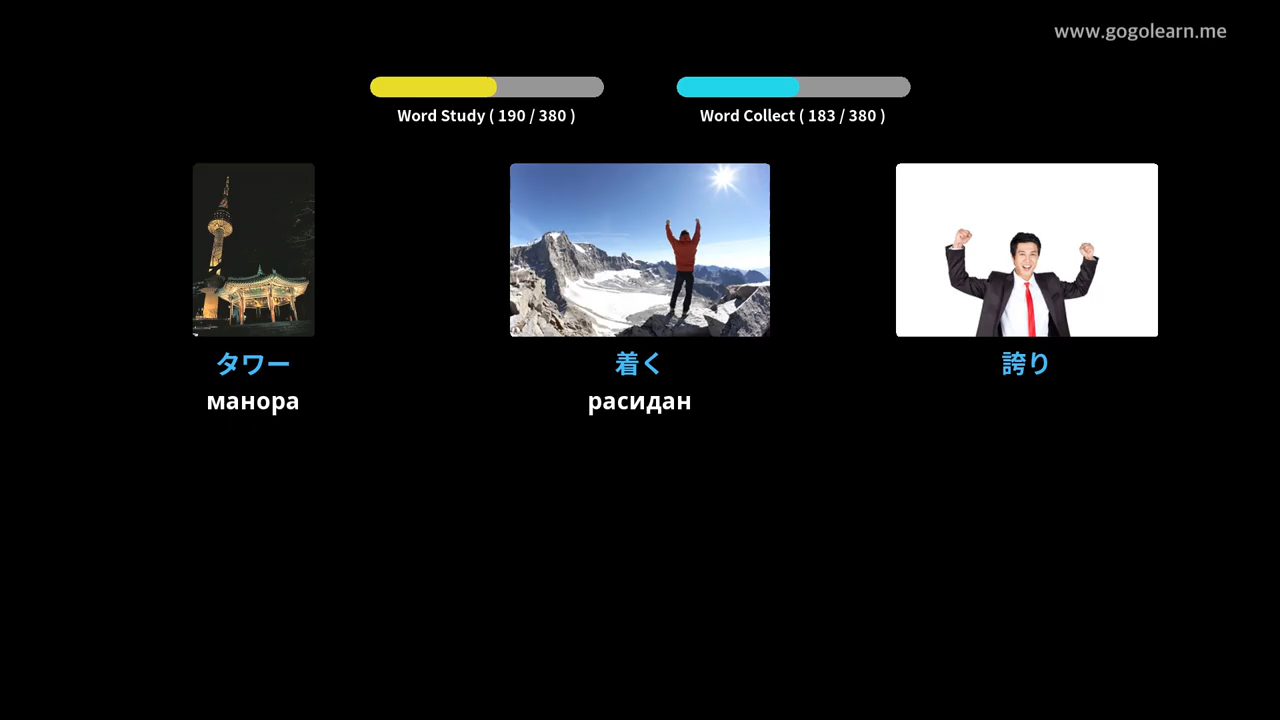 www.gogolearn.me
Word Study ( 190 / 380 )
Word Collect ( 183 / 380 )
タワー
着く
誇り
манора
расидан